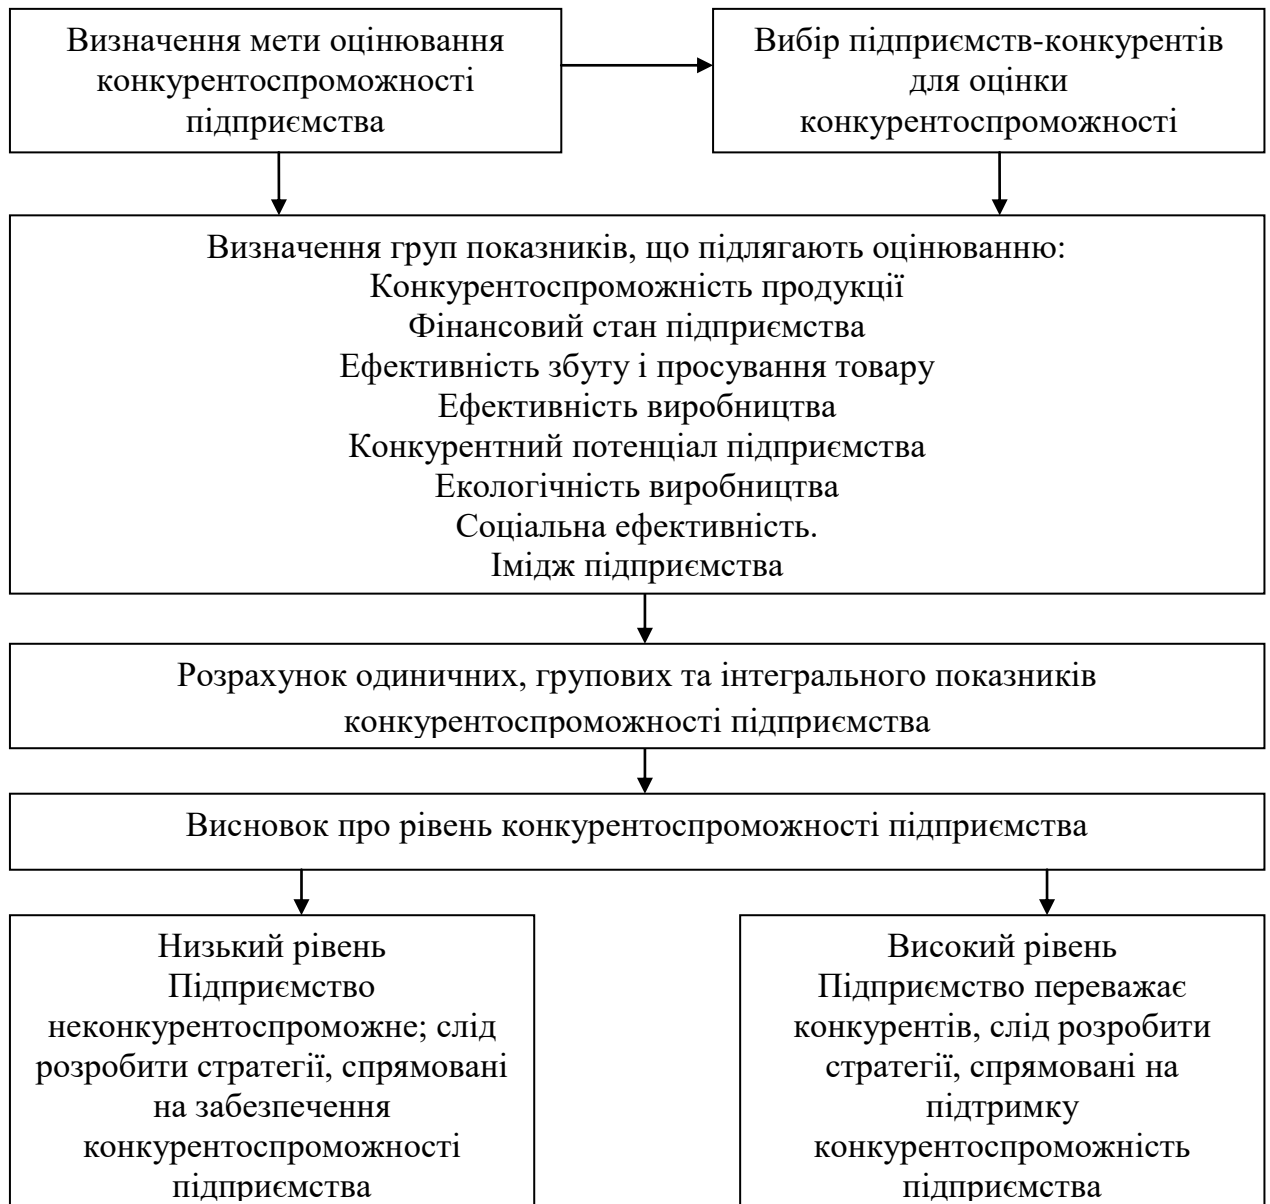 Визначення мети оцінювання
конкурентоспроможності
підприємства
Вибір підприємств-конкурентів
для оцінки
конкурентоспроможності
Визначення груп показників, що підлягають оцінюванню:
Конкурентоспроможність продукції
Фінансовий стан підприємства
Ефективність збуту і просування товару
Ефективність виробництва
Конкурентний потенціал підприємства
Екологічність виробництва
Соціальна ефективність.
Імідж підприємства
Розрахунок одиничних, групових та інтегрального показників
конкурентоспроможності підприємства
Висновок про рівень конкурентоспроможності підприємства
Низький рівень
Підприємство
неконкурентоспроможне; слід
розробити стратегії, спрямовані
на забезпечення
конкурентоспроможності
підприємства
Високий рівень
Підприємство переважає
конкурентів, слід розробити
стратегії, спрямовані на
підтримку
конкурентоспроможність
підприємства